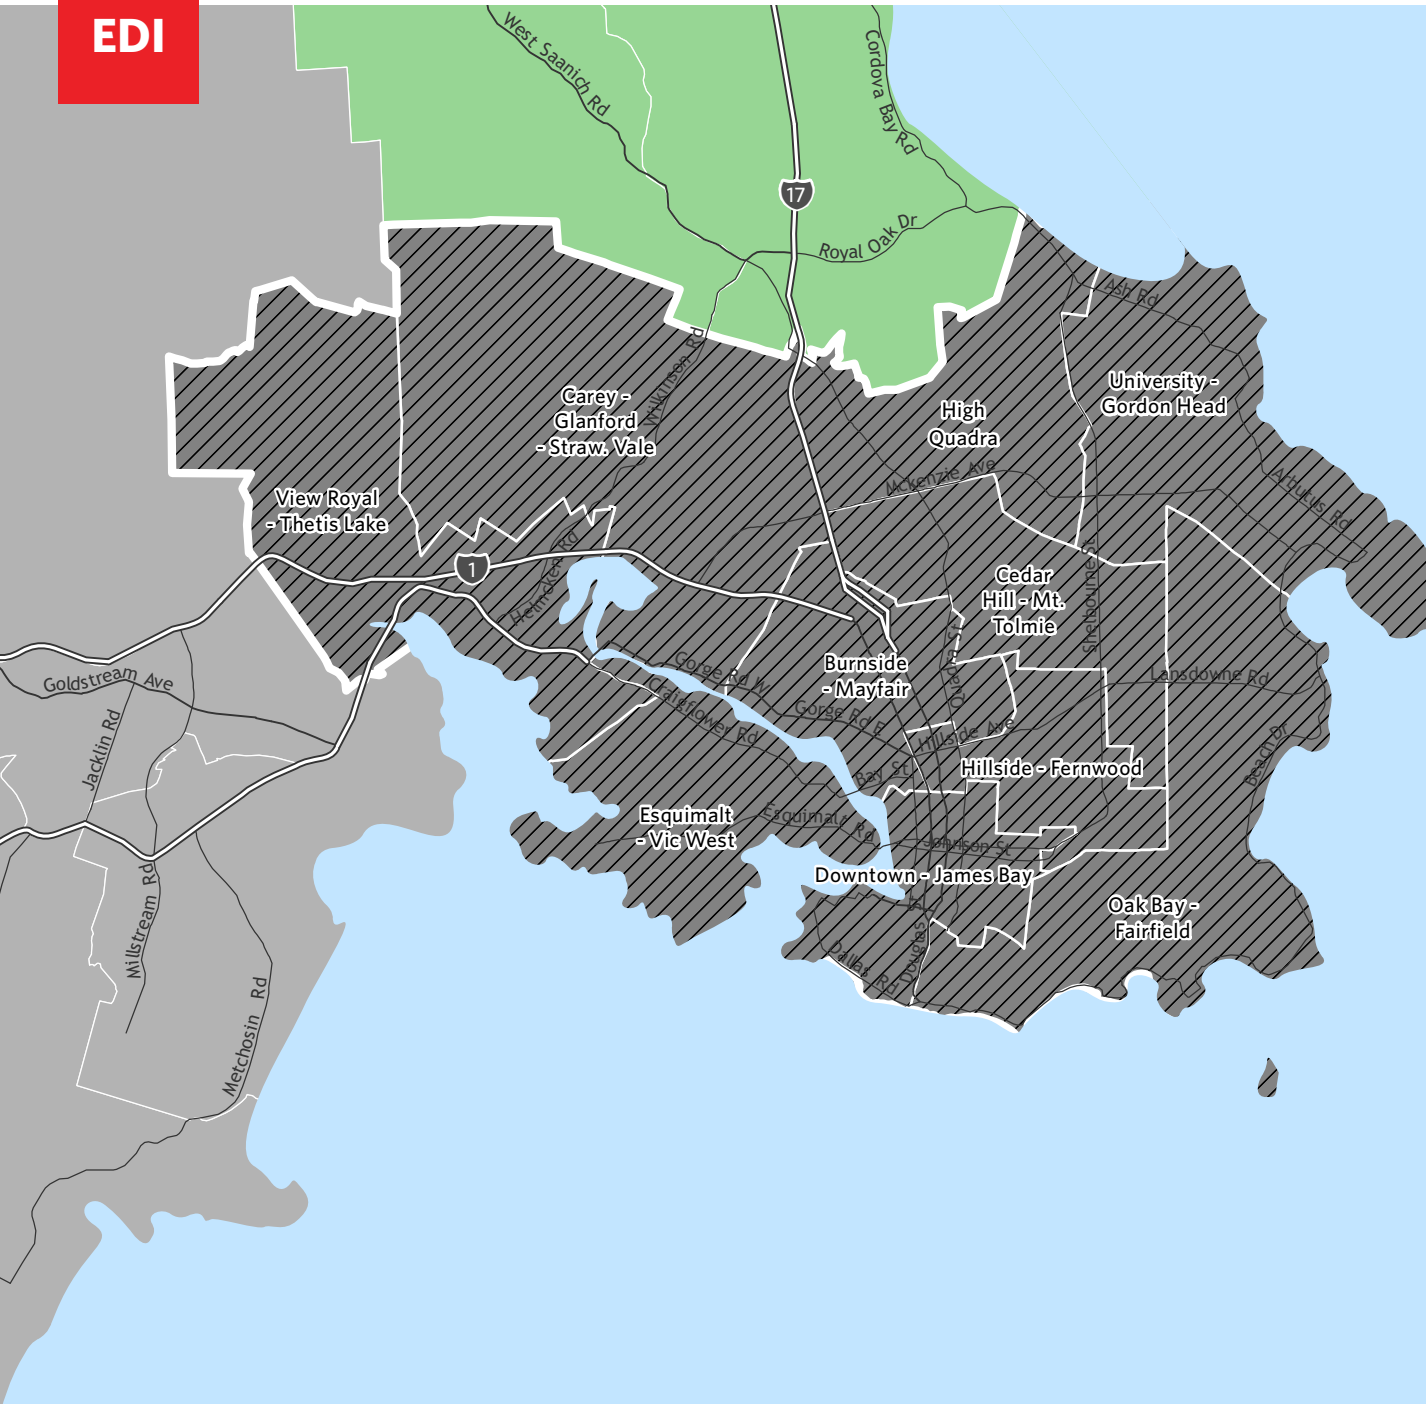 EDI
West Saanich Rd
Cordova Bay Rd
17
Royal Oak Dr
Ash Rd
Wilkinson Rd
University -
Gordon Head
Carey -
Glanford
- Straw. Vale
High
Quadra
Mckenzie Ave
Arbutus Rd
View Royal
- Thetis Lake
1
Helmcken Rd
Shelbourne St
Cedar
Hill - Mt.
Tolmie
Quadra St
Burnside
- Mayfair
Gorge Rd W
Lansdowne Rd
Goldstream Ave
Craigflower Rd
Gorge Rd E
Hillside Ave
Jacklin Rd
Beach Dr
Bay St
Hillside - Fernwood
Esquimalt
- Vic West
Esquimalt Rd
Johnson St
Downtown - James Bay
Millstream Rd
Oak Bay -
Fairfield
Douglas St
Dallas Rd
Metchosin Rd